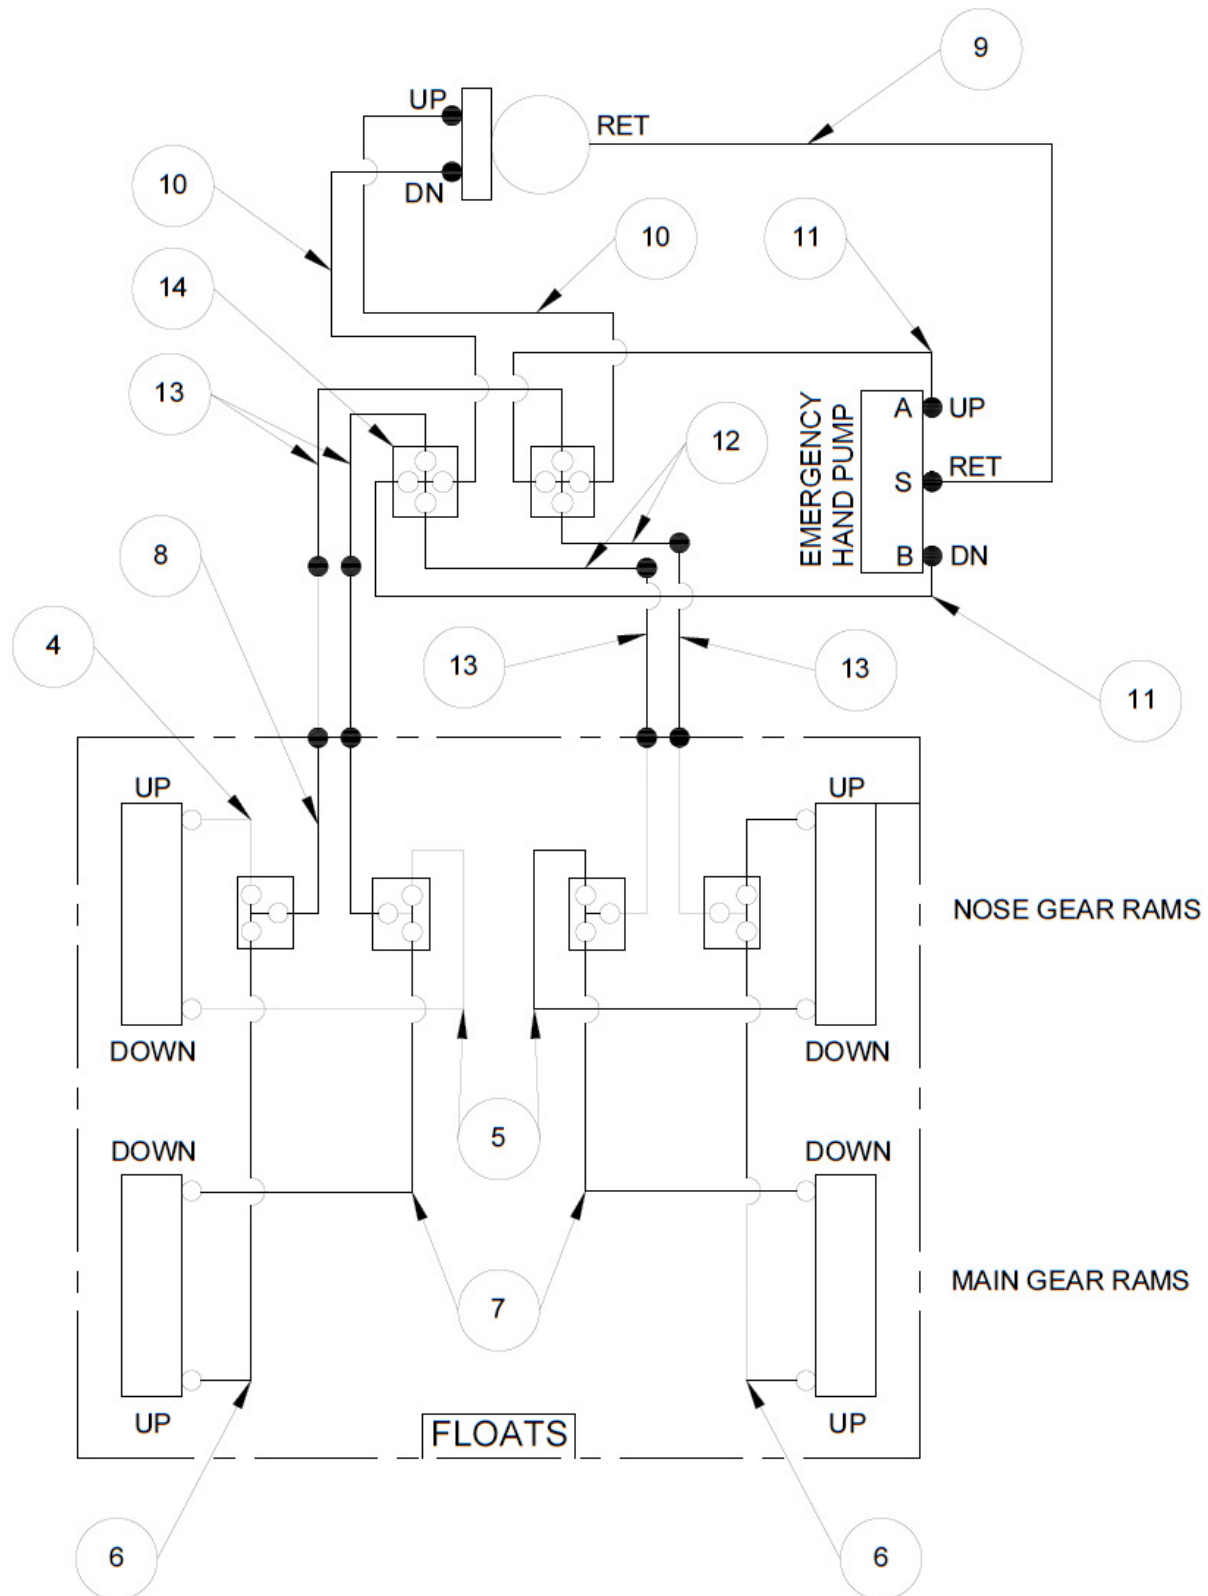 9
UP
RET
DN
10
10
11
14
13
12
EMERGENCY
HAND PUMP
A
UP
S
RET
B
DN
8
4
13
13
11
UP
UP
NOSE GEAR RAMS
DOWN
DOWN
5
DOWN
DOWN
7
MAIN GEAR RAMS
UP
UP
FLOATS
6
6